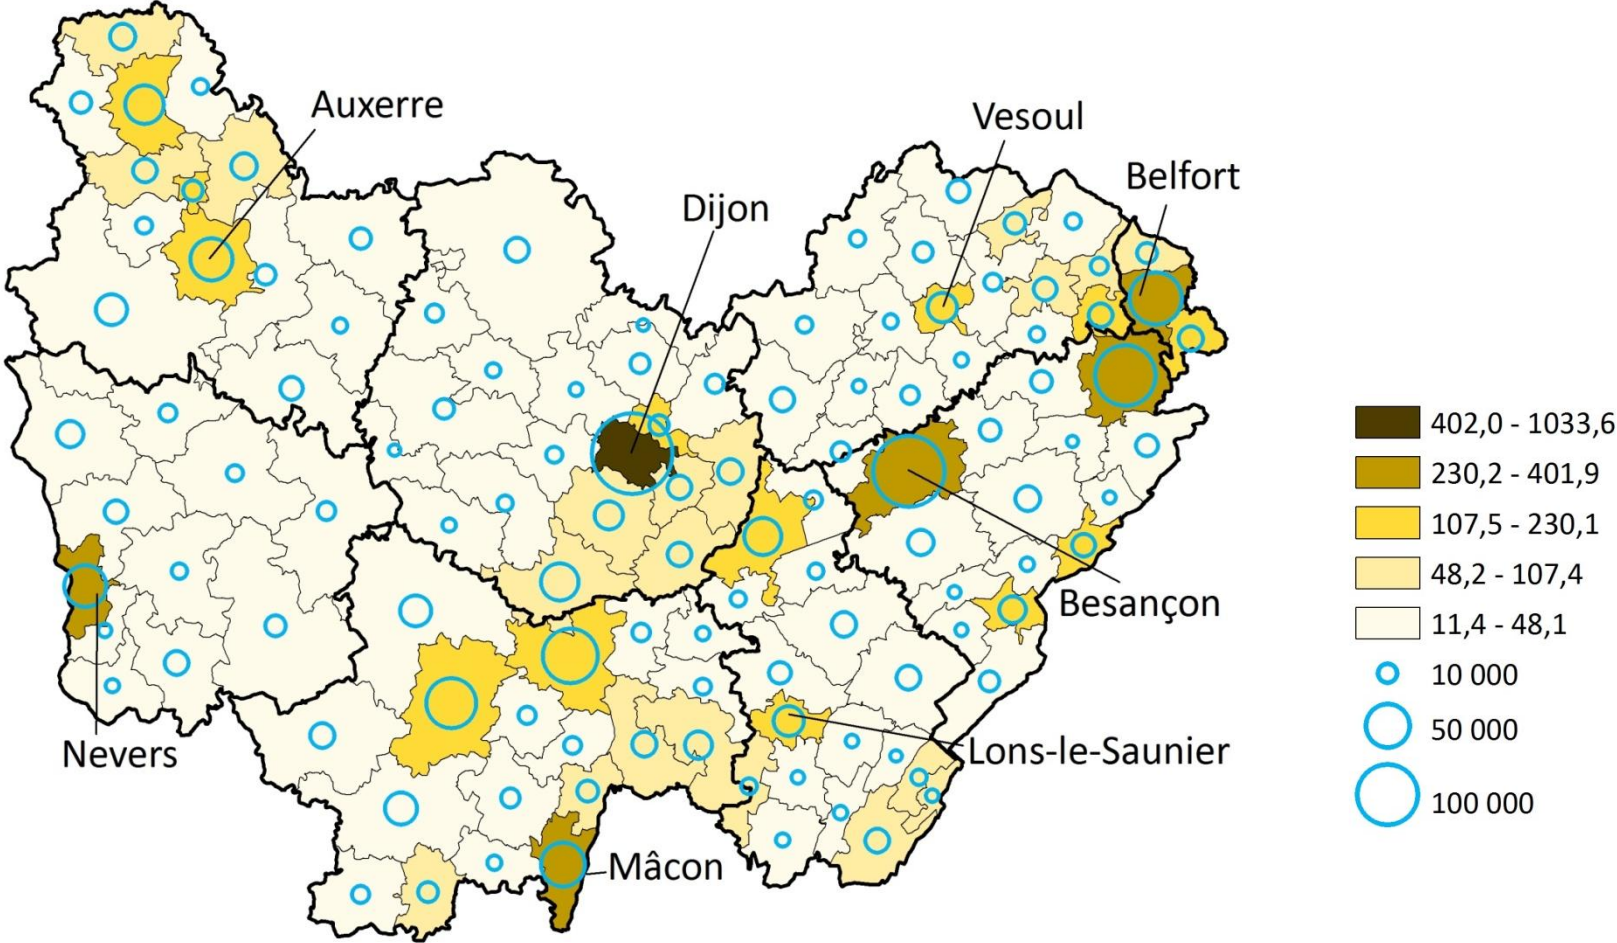 Auxerre
Vesoul
Belfort
Dijon
Besançon
Nevers
Lons-le-Saunier
Mâcon
402,0 - 1033,6
230,2 - 401,9
107,5 - 230,1
48,2 - 107,4
11,4 - 48,1
10 000
50 000
100 000